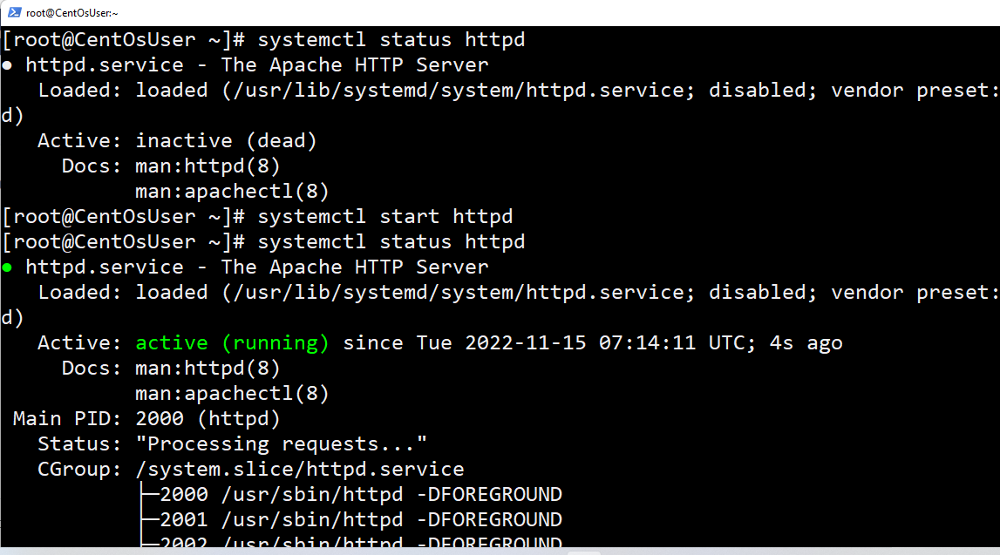 root@CentOsUser:~
[root@CentOsUser ~]# systemctl status httpd
● httpd.service - The Apache HTTP Server
   Loaded: loaded (/usr/lib/systemd/system/httpd.service; disabled; vendor preset:
d)
   Active: inactive (dead)
     Docs: man:httpd(8)
           man:apachectl(8)
[root@CentOsUser ~]# systemctl start httpd
[root@CentOsUser ~]# systemctl status httpd
● httpd.service - The Apache HTTP Server
   Loaded: loaded (/usr/lib/systemd/system/httpd.service; disabled; vendor preset:
d)
   Active: active (running) since Tue 2022-11-15 07:14:11 UTC; 4s ago
     Docs: man:httpd(8)
           man:apachectl(8)
 Main PID: 2000 (httpd)
   Status: "Processing requests..."
   CGroup: /system.slice/httpd.service
           ├─2000 /usr/sbin/httpd -DFOREGROUND
           ├─2001 /usr/sbin/httpd -DFOREGROUND
           ├─2002 /usr/sbin/httpd -DFOREGROUND